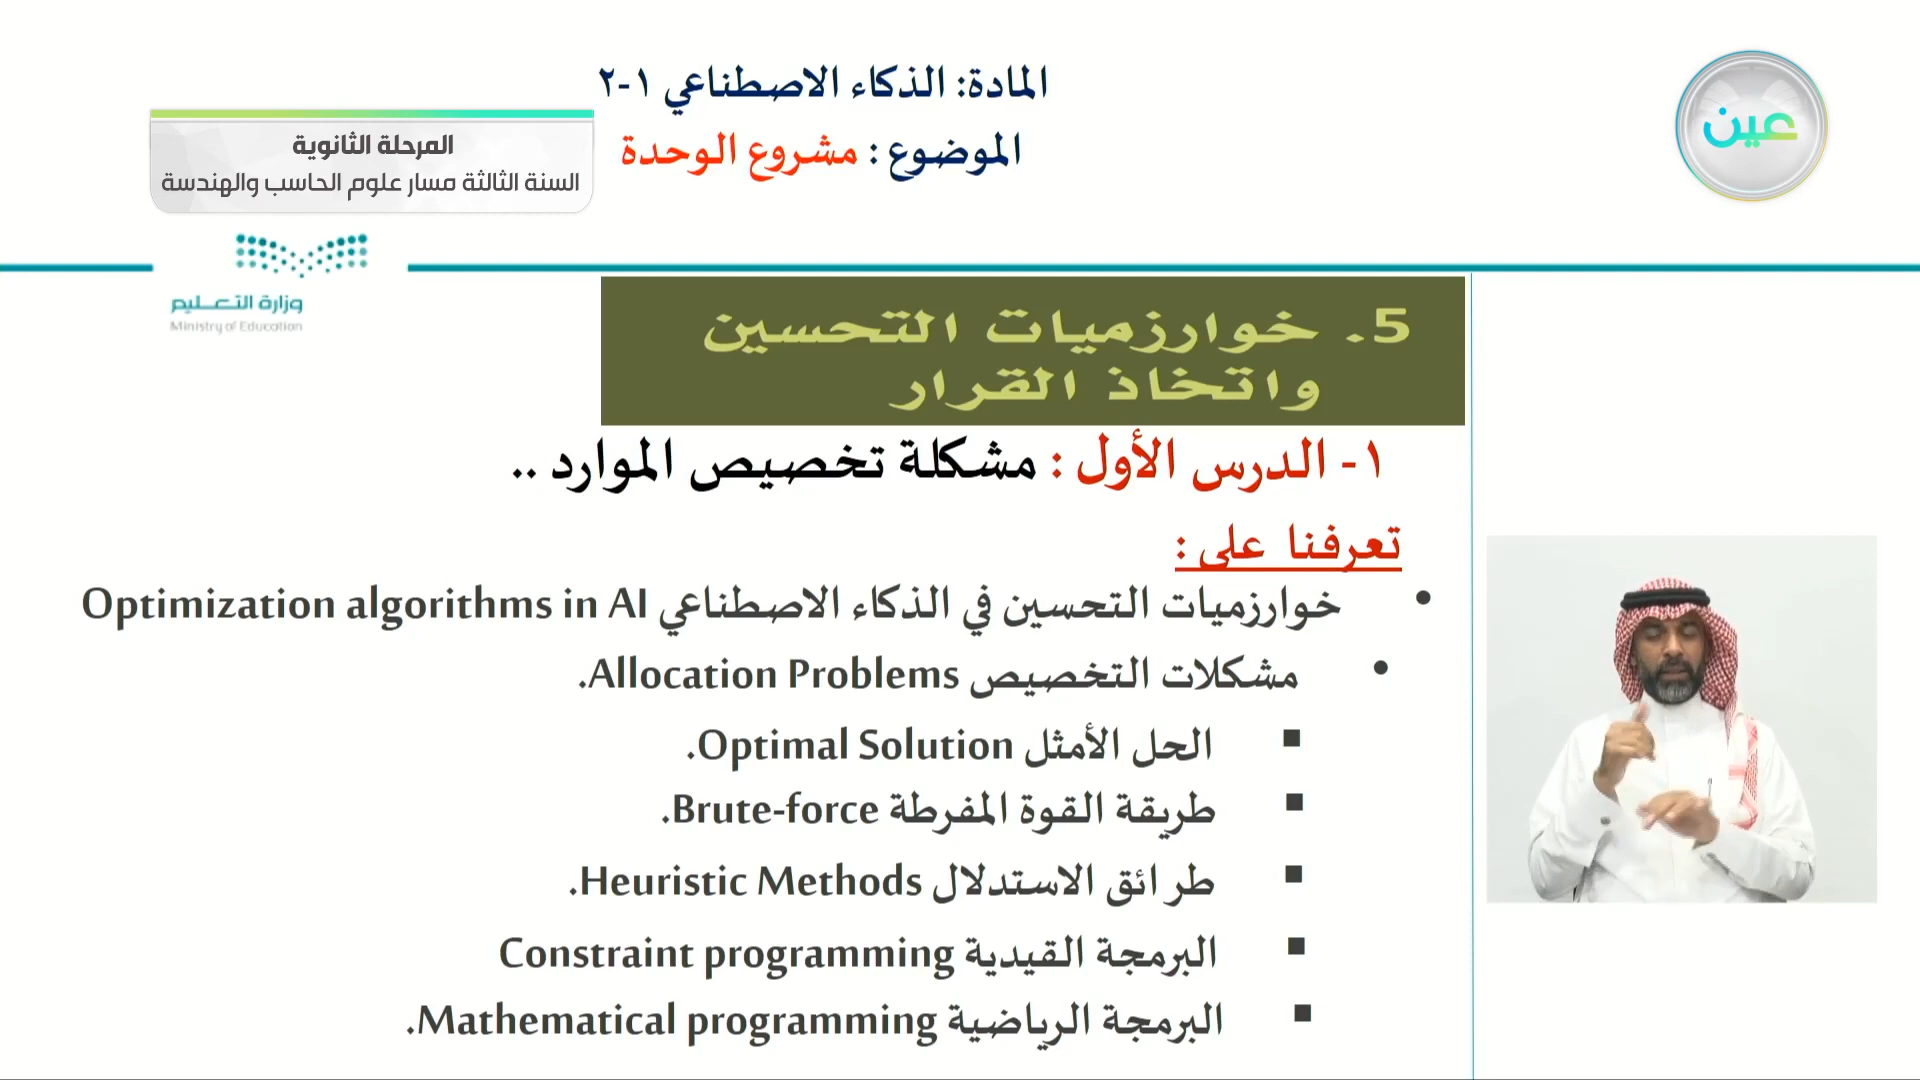 المادة: الذكاء الاصطناعي ١-٢
الموضوع : مشروع الوحدة
عين
المرحلة الثانوية
السنة الثالثة مسار علوم الحاسب والهندسة
وزارة التعليم
Ministry of Education
5. خوارزميات التحسين
واتخاذ القرار
١- الدرس الأول : مشكلة تخصيص الموارد ..
تعرفنا على :
• خوارزميات التحسين في الذكاء الاصطناعي Optimization algorithms in AI
• مشكلات التخصيص Allocation Problems.
▪ الحل الأمثل Optimal Solution.
▪ طريقة القوة المفرطة Brute-force.
▪ طرائق الاستدلال Heuristic Methods.
▪ البرمجة القيدية Constraint programming
▪ البرمجة الرياضية Mathematical programming.